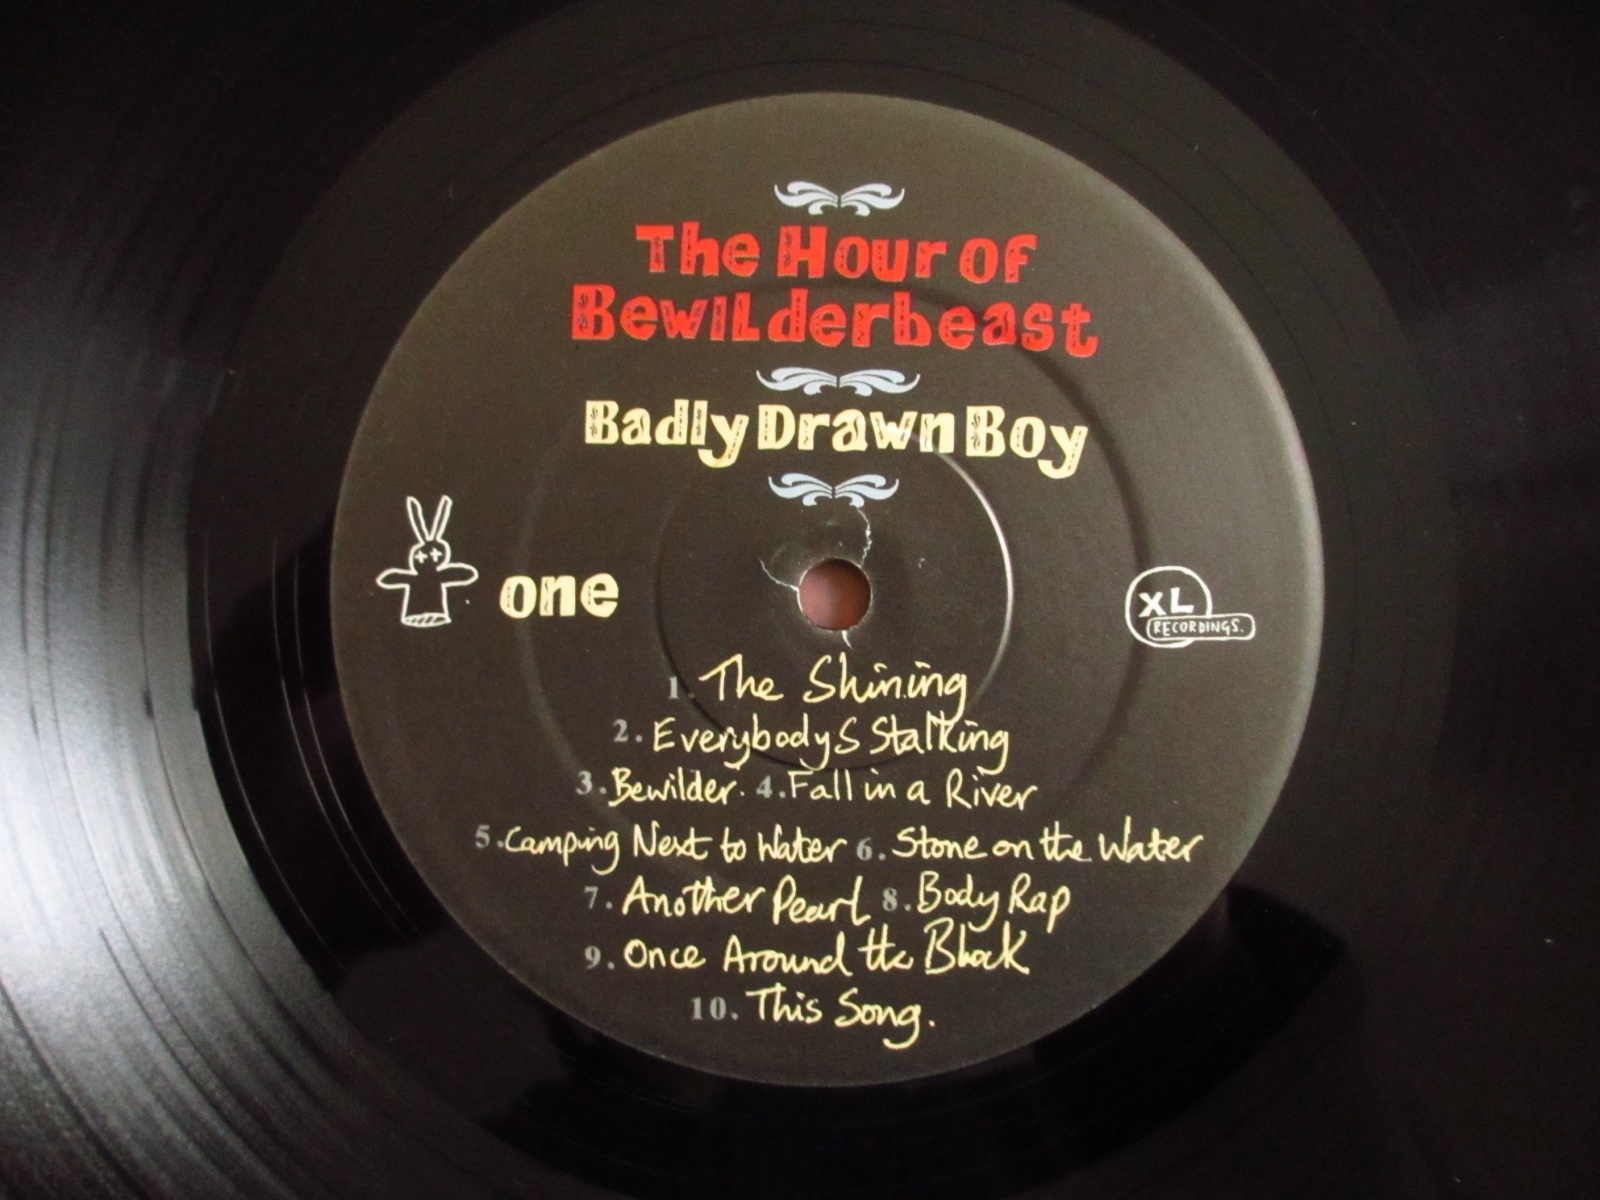 The Hour Of
Bewilderbeast
Badly Drawn Boy
one
XL
RECORDINGS.
1. The Shining
2. Everybodys Stalking
3. Bewilder. 4. Fall in a River
5. Camping Next to Water 6. Stone on the Water
7. Another Pearl 8. Body Rap
9. Once Around the Block
10. This Song.